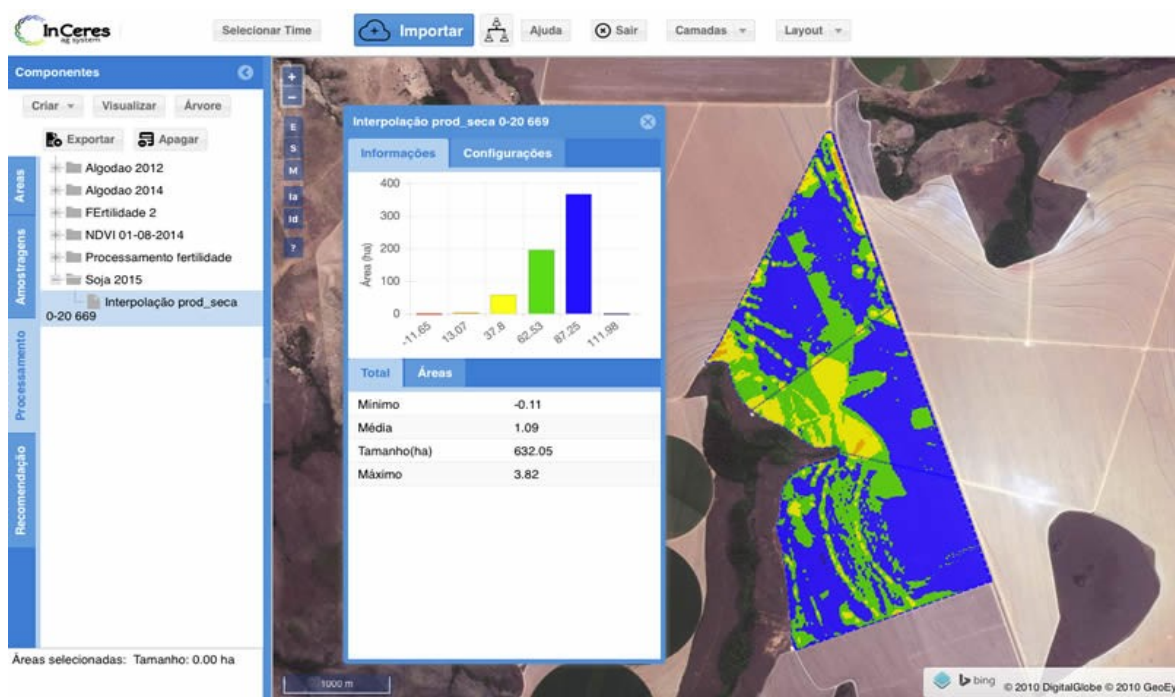 InCeres
ag system
Selecionar Time
Importar
Ajuda
Sair
Camadas
Layout
Componentes
Criar
Visualizar
Árvore
Exportar
Apagar
Areas
Amostragens
Processamento
Recomendação
Algodao 2012
Algodao 2014
FErtilidade 2
NDVI 01-08-2014
Processamento fertilidade
Soja 2015
Interpolação prod_seca
0-20 669
Áreas selecionadas: Tamanho: 0.00 ha
+
−
E
S
M
Ia
Id
?
Interpolação prod_seca 0-20 669
Informações
Configurações
Área (ha)
400
300
200
100
0
-11.65
13.07
37.8
62.53
87.25
111.98
Total
Áreas
Mínimo -0.11
Média 1.09
Tamanho(ha) 632.05
Máximo 3.82
1000 m
bing
© 2010 DigitalGlobe © 2010 GeoEy